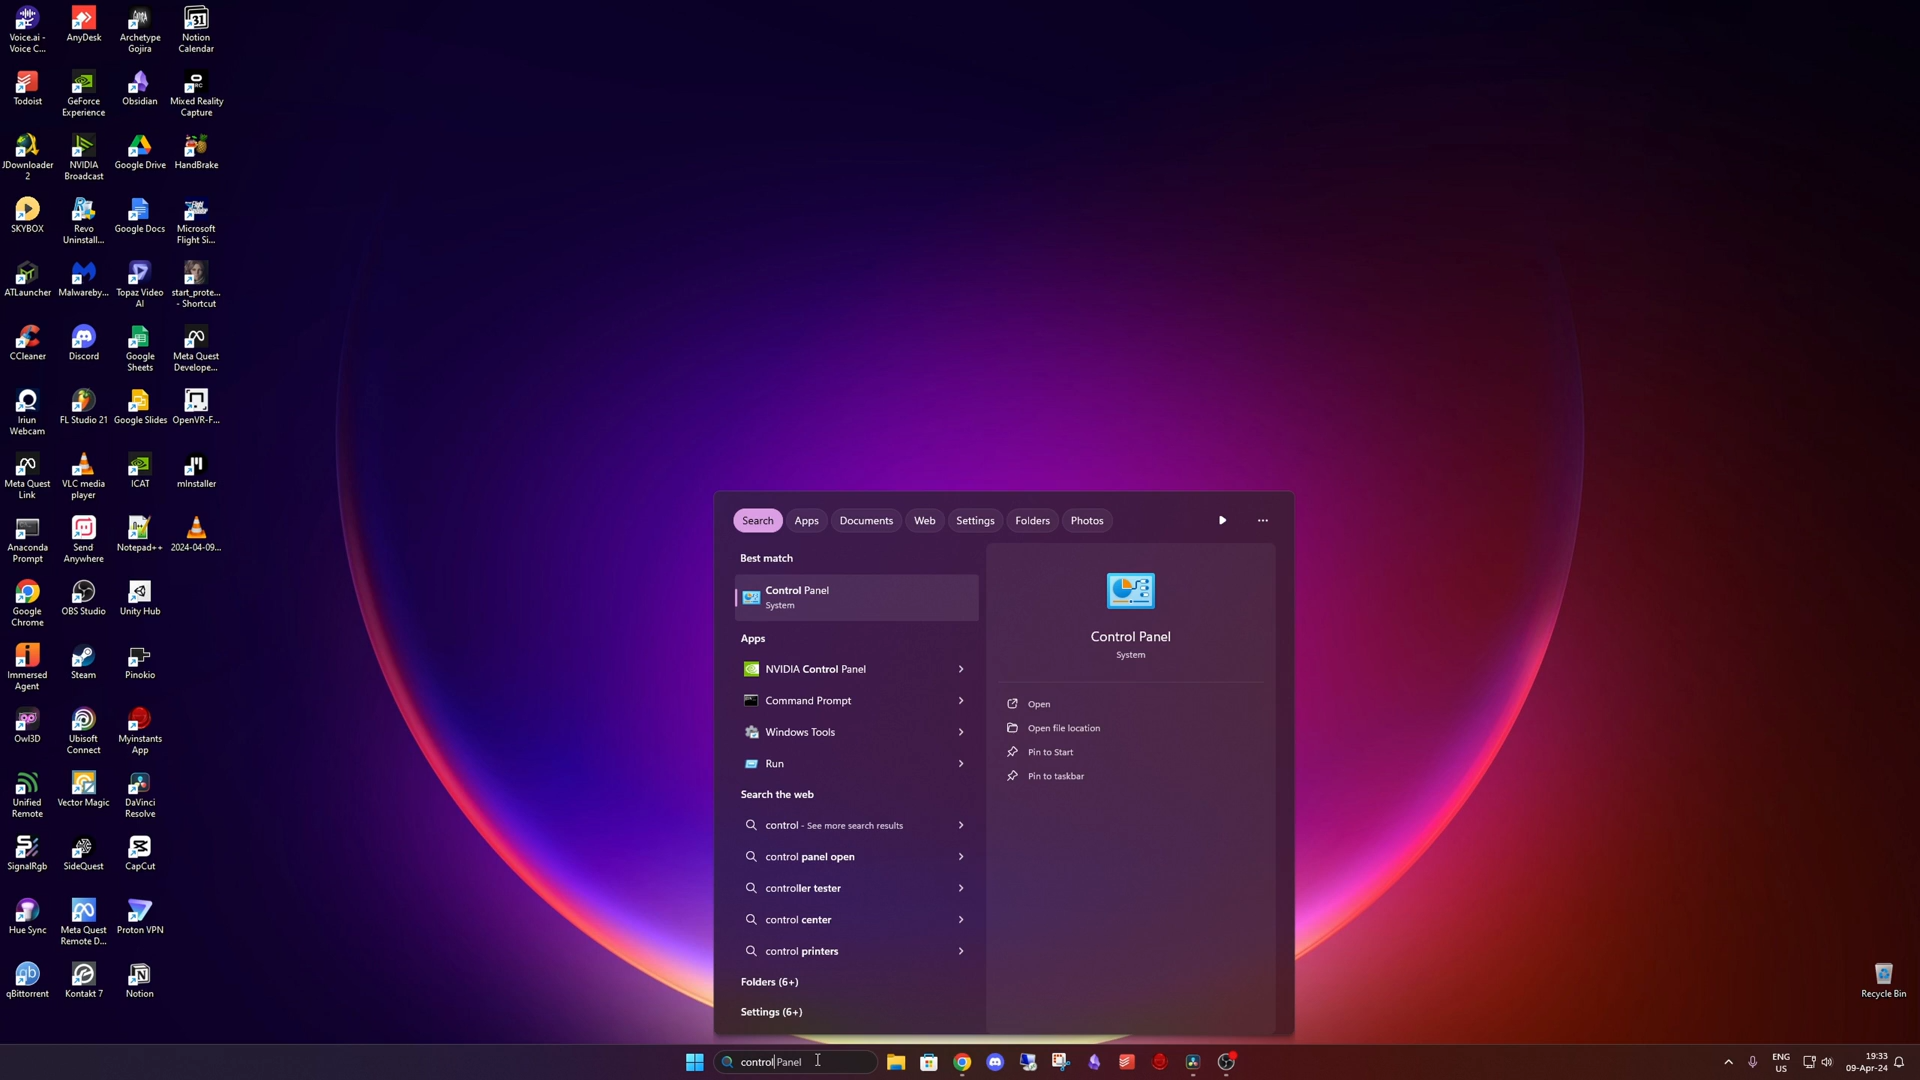 Voice.ai -
Voice C...
AnyDesk
Archetype
Gojira
Notion
Calendar
Todoist
GeForce
Experience
Obsidian
Mixed Reality
Capture
JDownloader
2
NVIDIA
Broadcast
Google Drive
HandBrake
SKYBOX
Revo
Uninstall...
Google Docs
Microsoft
Flight Si...
ATLauncher
Malwareby...
Topaz Video
AI
start_prote...
- Shortcut
CCleaner
Discord
Google
Sheets
Meta Quest
Develope...
Iriun
Webcam
FL Studio 21
Google Slides
OpenVR-F...
Meta Quest
Link
VLC media
player
ICAT
mInstaller
Anaconda
Prompt
Send
Anywhere
Notepad++
2024-04-09...
Google
Chrome
OBS Studio
Unity Hub
Immersed
Agent
Steam
Pinokio
Owl3D
Ubisoft
Connect
Myinstants
App
Unified
Remote
Vector Magic
DaVinci
Resolve
SignalRgb
SideQuest
CapCut
Hue Sync
Meta Quest
Remote D...
Proton VPN
qBittorrent
Kontakt 7
Notion
Search
Apps
Documents
Web
Settings
Folders
Photos
Best match
Control Panel
System
Apps
NVIDIA Control Panel
Command Prompt
Windows Tools
Run
Search the web
control - See more search results
control panel open
controller tester
control center
control printers
Folders (6+)
Settings (6+)
Control Panel
System
Open
Open file location
Pin to Start
Pin to taskbar
Recycle Bin
control Panel
ENG
US
19:33
09-Apr-24